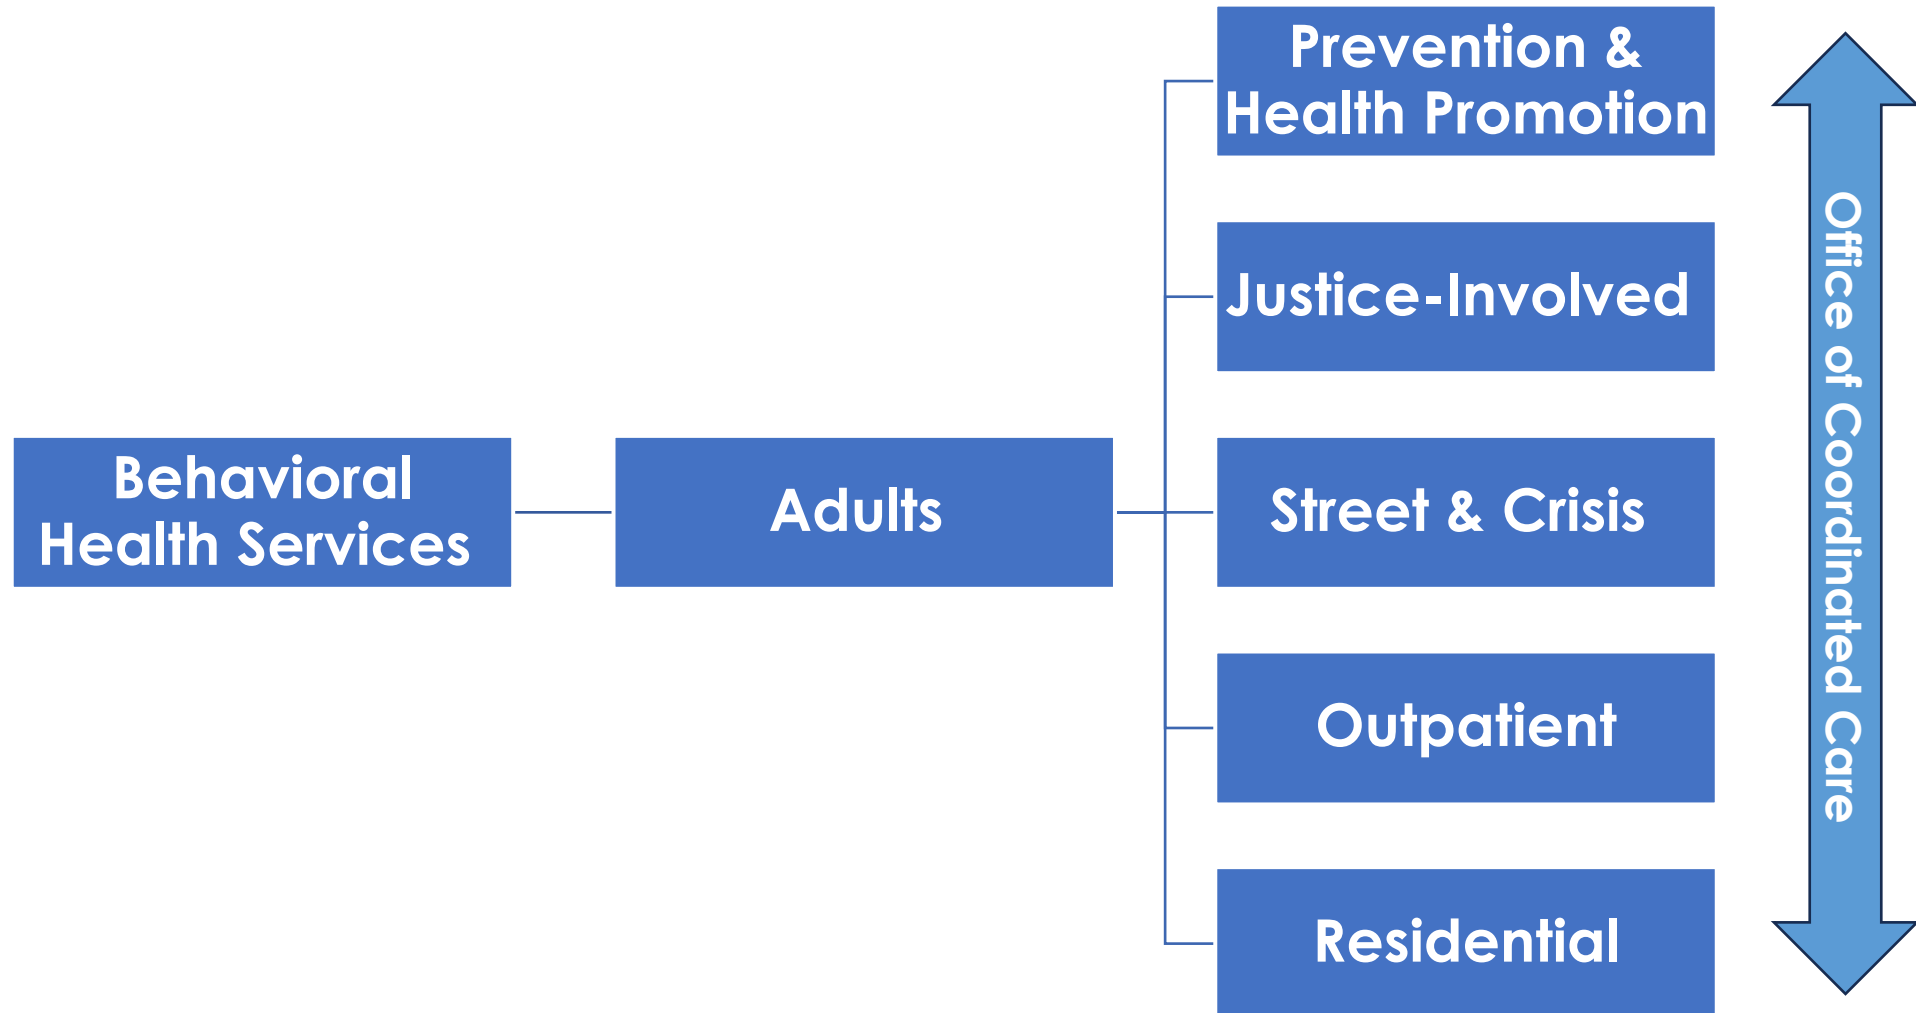 Behavioral
Health Services
Adults
Prevention &
Health Promotion
Justice-Involved
Street & Crisis
Outpatient
Residential
Office of Coordinated Care